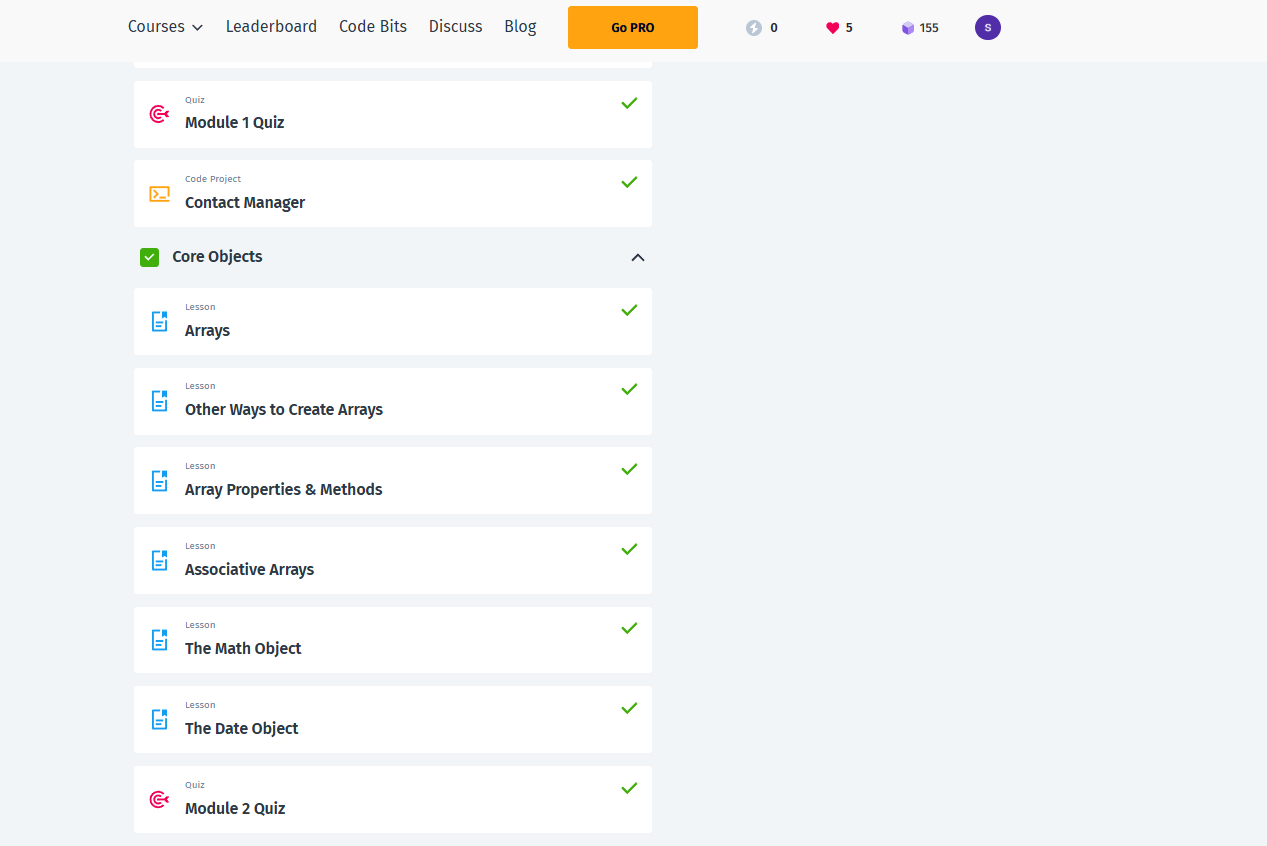 Courses Leaderboard Code Bits Discuss Blog Go PRO 0 5 155 S
Quiz
Module 1 Quiz
Code Project
Contact Manager
Core Objects
Lesson
Arrays
Lesson
Other Ways to Create Arrays
Lesson
Array Properties & Methods
Lesson
Associative Arrays
Lesson
The Math Object
Lesson
The Date Object
Quiz
Module 2 Quiz